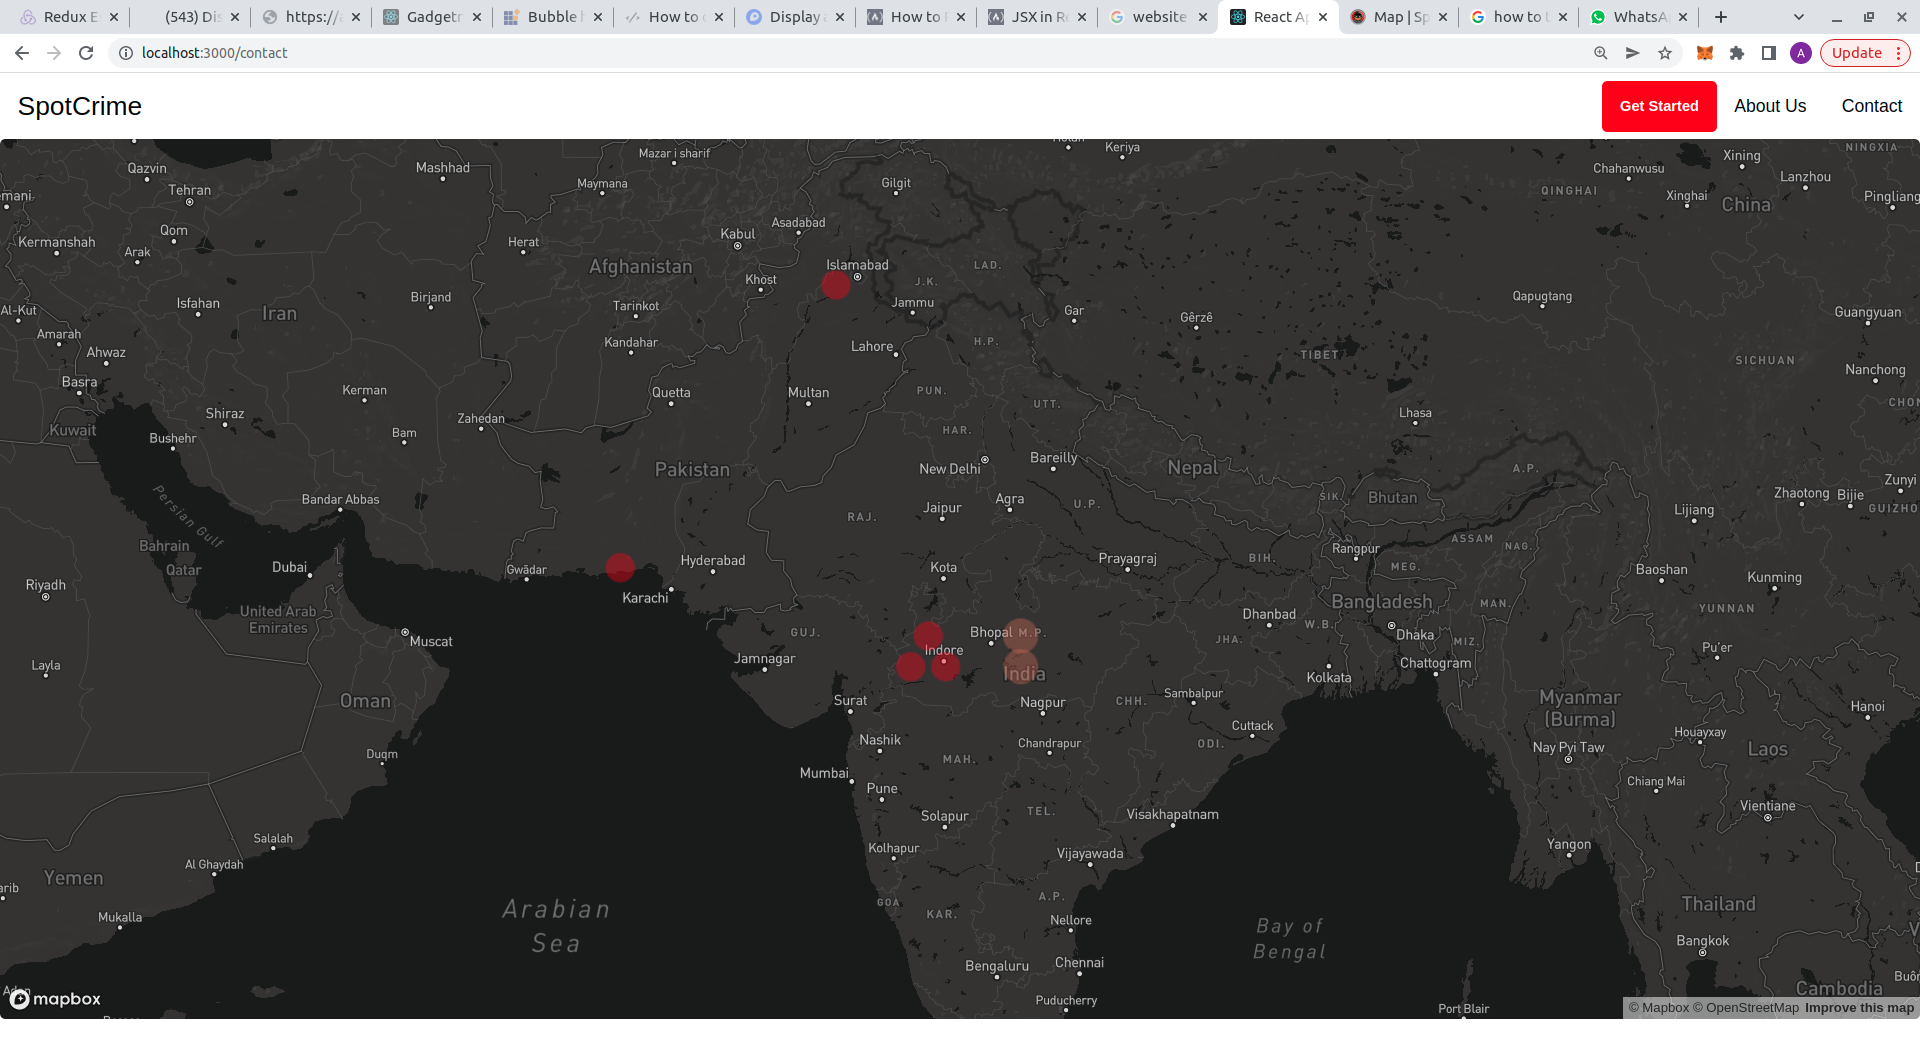 Redux E
(543) Di
https://
Gadgetr
Bubble
How to
Display
How to
JSX in R
website
React Ap
Map | Sp
how to
WhatsA
localhost:3000/contact
A
Update
SpotCrime
Get Started
About Us
Contact
Mazar i sharif
Keriya
Xining
NINGXIA
Qazvin
Mashhad
Chahanwusu
Lanzhou
Tehran
Maymana
Gilgit
QINGHAI
Xinghai
China
Pingliang
Qom
Asadabad
Kermanshah
Arak
Herat
Kabul
Afghanistan
Islamabad
LAD.
Khost
J.K.
Isfahan
Birjand
Tarinkot
Jammu
Gar
Gêrzê
Qapugtang
Al-Kut
Iran
Guangyuan
Amarah
Kandahar
Lahore
H.P.
TIBET
SICHUAN
Ahwaz
Basra
Kerman
Quetta
Multan
PUN.
UTT.
Nanchong
Shiraz
Zahedan
Lhasa
Kuwait
Bushehr
Bam
HAR.
New Delhi
Bareilly
Nepal
Pakistan
A.P.
Bandar Abbas
Persian Gulf
Agra
U.P.
SIK.
Bhutan
Zhaotong
Bijie
Zunyi
Jaipur
RAJ.
Lijiang
GUIZHO
Bahrain
ASSAM
NAG.
Rangpur
Qatar
Dubai
Gwādar
Hyderabad
Kota
Prayagraj
BIH.
MEG.
Baoshan
Kunming
Riyadh
Karachi
Bangladesh
MAN.
YUNNAN
United Arab
Emirates
Dhanbad
W.B.
Muscat
GUJ.
Bhopal
M.P.
JHA.
Dhaka
MIZ.
Indore
Pu'er
Layla
Jamnagar
India
Kolkata
Chattogram
Oman
Surat
Nagpur
CHH.
Sambalpur
Myanmar
(Burma)
Hanoi
Cuttack
Nashik
Chandrapur
ODI.
Houayxay
Laos
Duqm
MAH.
Nay Pyi Taw
Mumbai
Pune
Chiang Mai
Solapur
TEL.
Visakhapatnam
Vientiane
Salalah
Kolhapur
Vijayawada
Yangon
Al Ghaydah
Yemen
GOA
KAR.
A.P.
Thailand
Mukalla
Arabian
Sea
Nellore
Bay of
Bengal
Bangkok
Bengaluru
Chennai
Puducherry
Cambodia
Port Blair
mapbox
© Mapbox © OpenStreetMap Improve this map